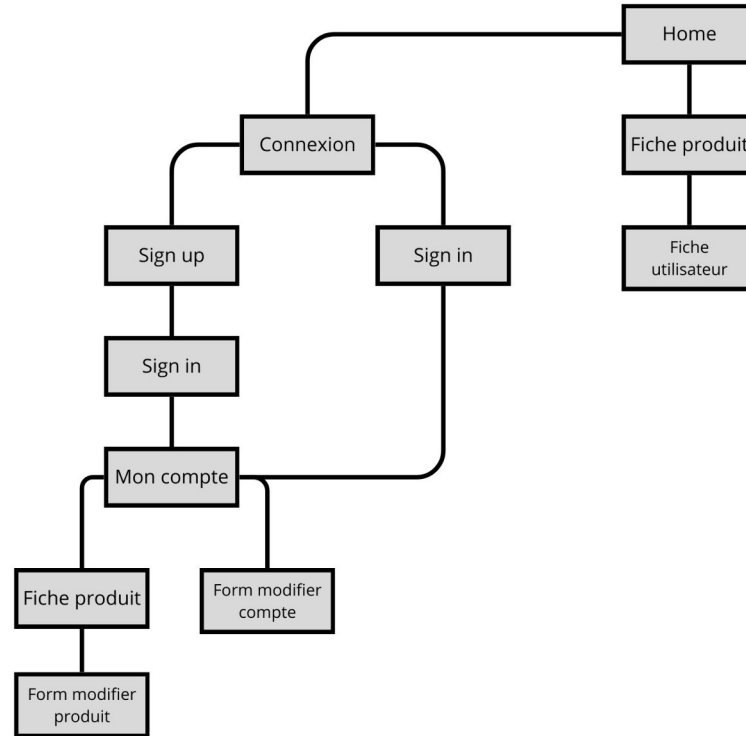 Home
Connexion
Fiche produit
Sign up
Sign in
Fiche
utilisateur
Sign in
Mon compte
Fiche produit
Form modifier
compte
Form modifier
produit